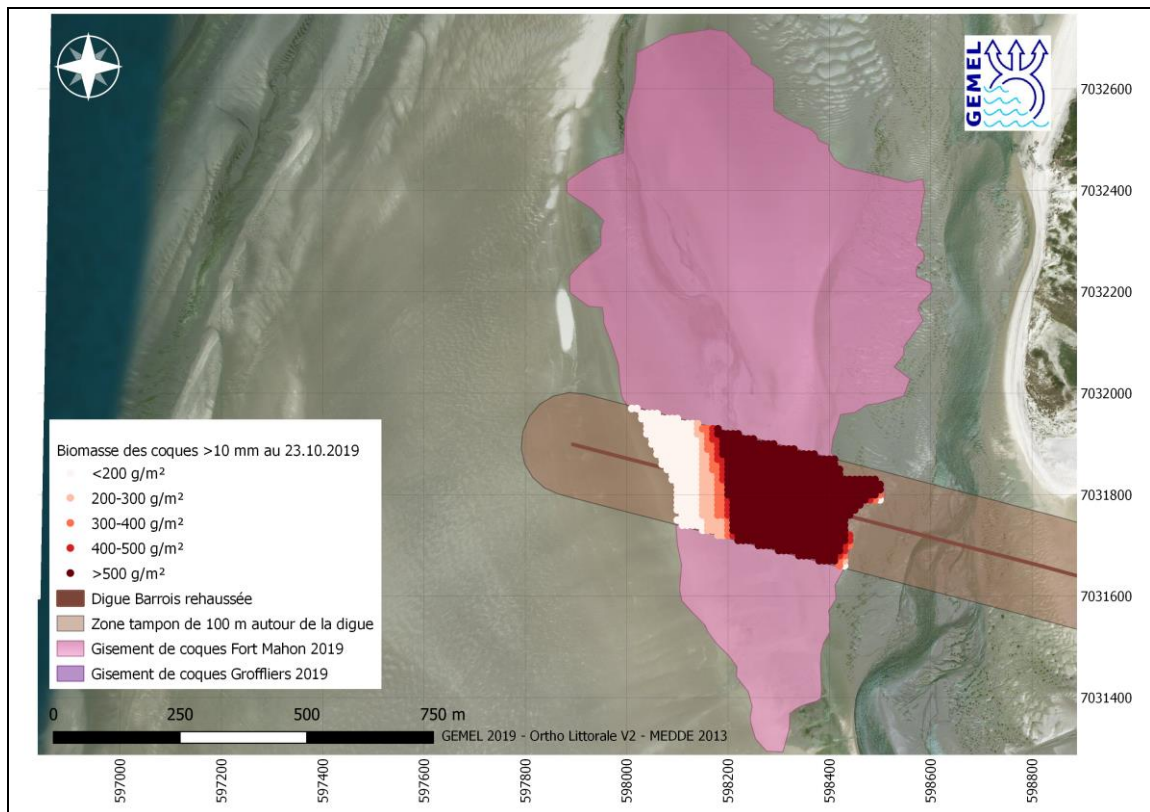 GEMEL
7032600
7032400
7032200
7032000
7031800
7031600
7031400
Biomasse des coques >10 mm au 23.10.2019
<200 g/m²
200-300 g/m²
300-400 g/m²
400-500 g/m²
>500 g/m²
Digue Barrois rehaussée
Zone tampon de 100 m autour de la digue
Gisement de coques Fort Mahon 2019
Gisement de coques Groffliers 2019
0 250 500 750 m
GEMEL 2019 - Ortho Littorale V2 - MEDDE 2013
597000 597200 597400 597600 597800 598000 598200 598400 598600 598800